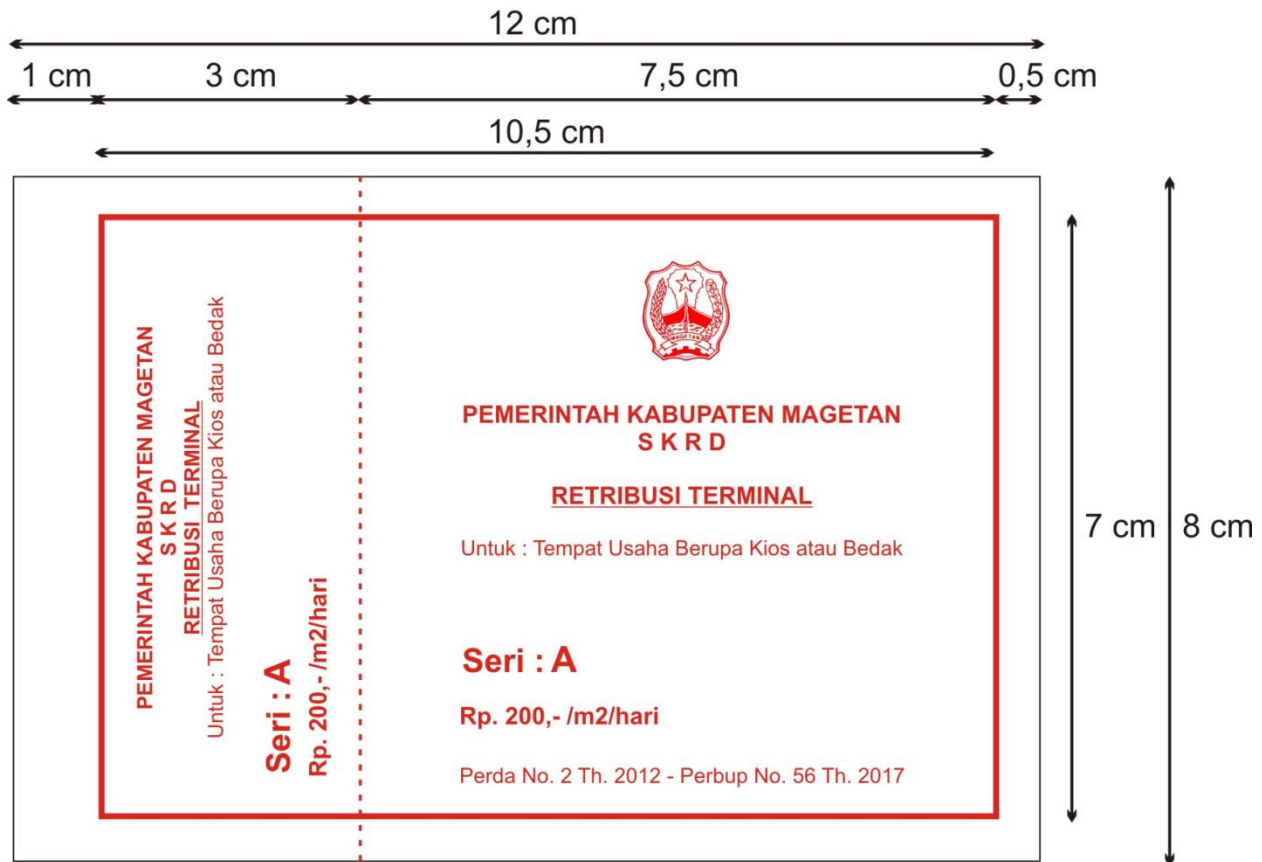 12 cm
1 cm
3 cm
7,5 cm
0,5 cm
10,5 cm
PEMERINTAH KABUPATEN MAGETAN
S K R D
RETRIBUSI TERMINAL
Untuk : Tempat Usaha Berupa Kios atau Bedak
Seri : A
Rp. 200,- /m2/hari
MAGETAN
PEMERINTAH KABUPATEN MAGETAN
S K R D
RETRIBUSI TERMINAL
Untuk : Tempat Usaha Berupa Kios atau Bedak
Seri : A
Rp. 200,- /m2/hari
Perda No. 2 Th. 2012 - Perbup No. 56 Th. 2017
7 cm
8 cm